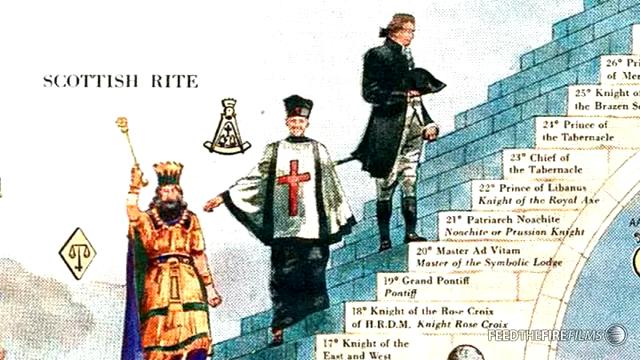 SCOTTISH RITE
26° Pri
of Mer
25° Knight o
the Brazen Se
24° Prince of
the Tabernacle
23° Chief of
the Tabernacle
22° Prince of Libanus
Knight of the Royal Axe
21° Patriarch Noachite
Noachite or Prussian Knight
20° Master Ad Vitam
Master of the Symbolic Lodge
19° Grand Pontiff
Pontiff
18° Knight of the Rose Croix
of H.R.D.M. Knight Rose Croix
17° Knight of the
East and West
FEEDTHEFIREFILMS